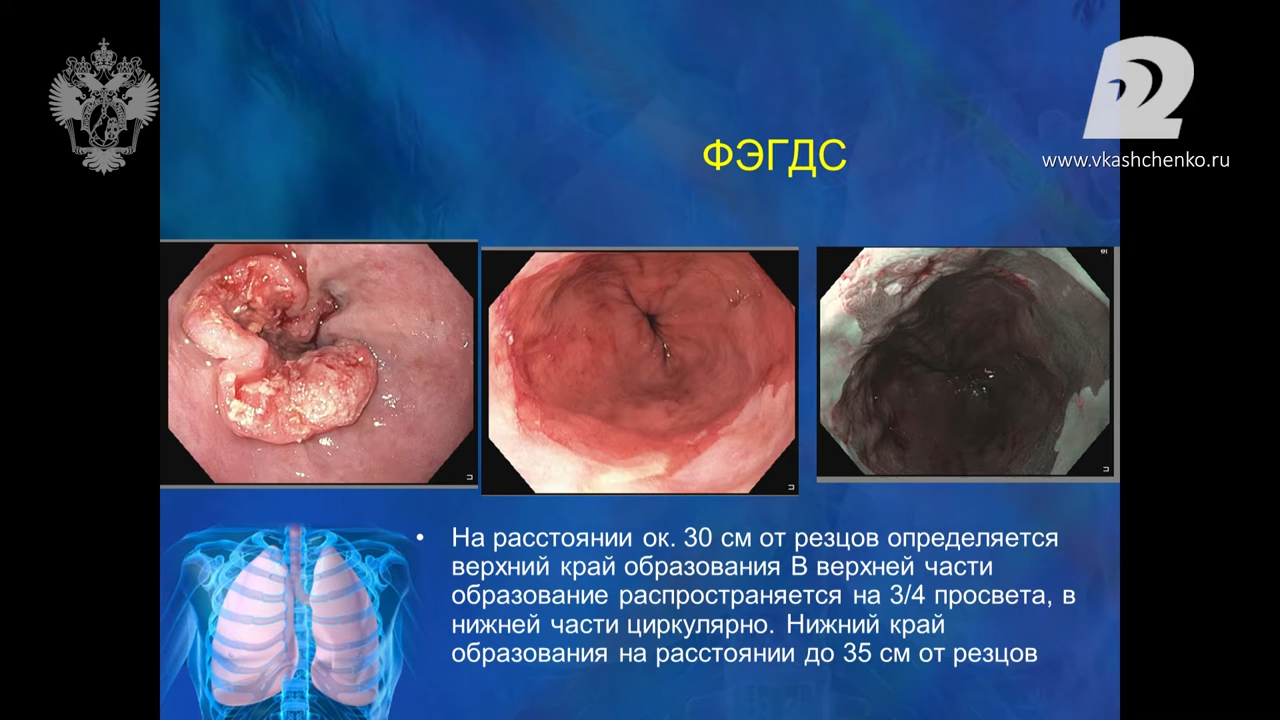 www.vkashchenko.ru
ФЭГДС
• На расстоянии ок. 30 см от резцов определяется
верхний край образования В верхней части
образование распространяется на 3/4 просвета, в
нижней части циркулярно. Нижний край
образования на расстоянии до 35 см от резцов